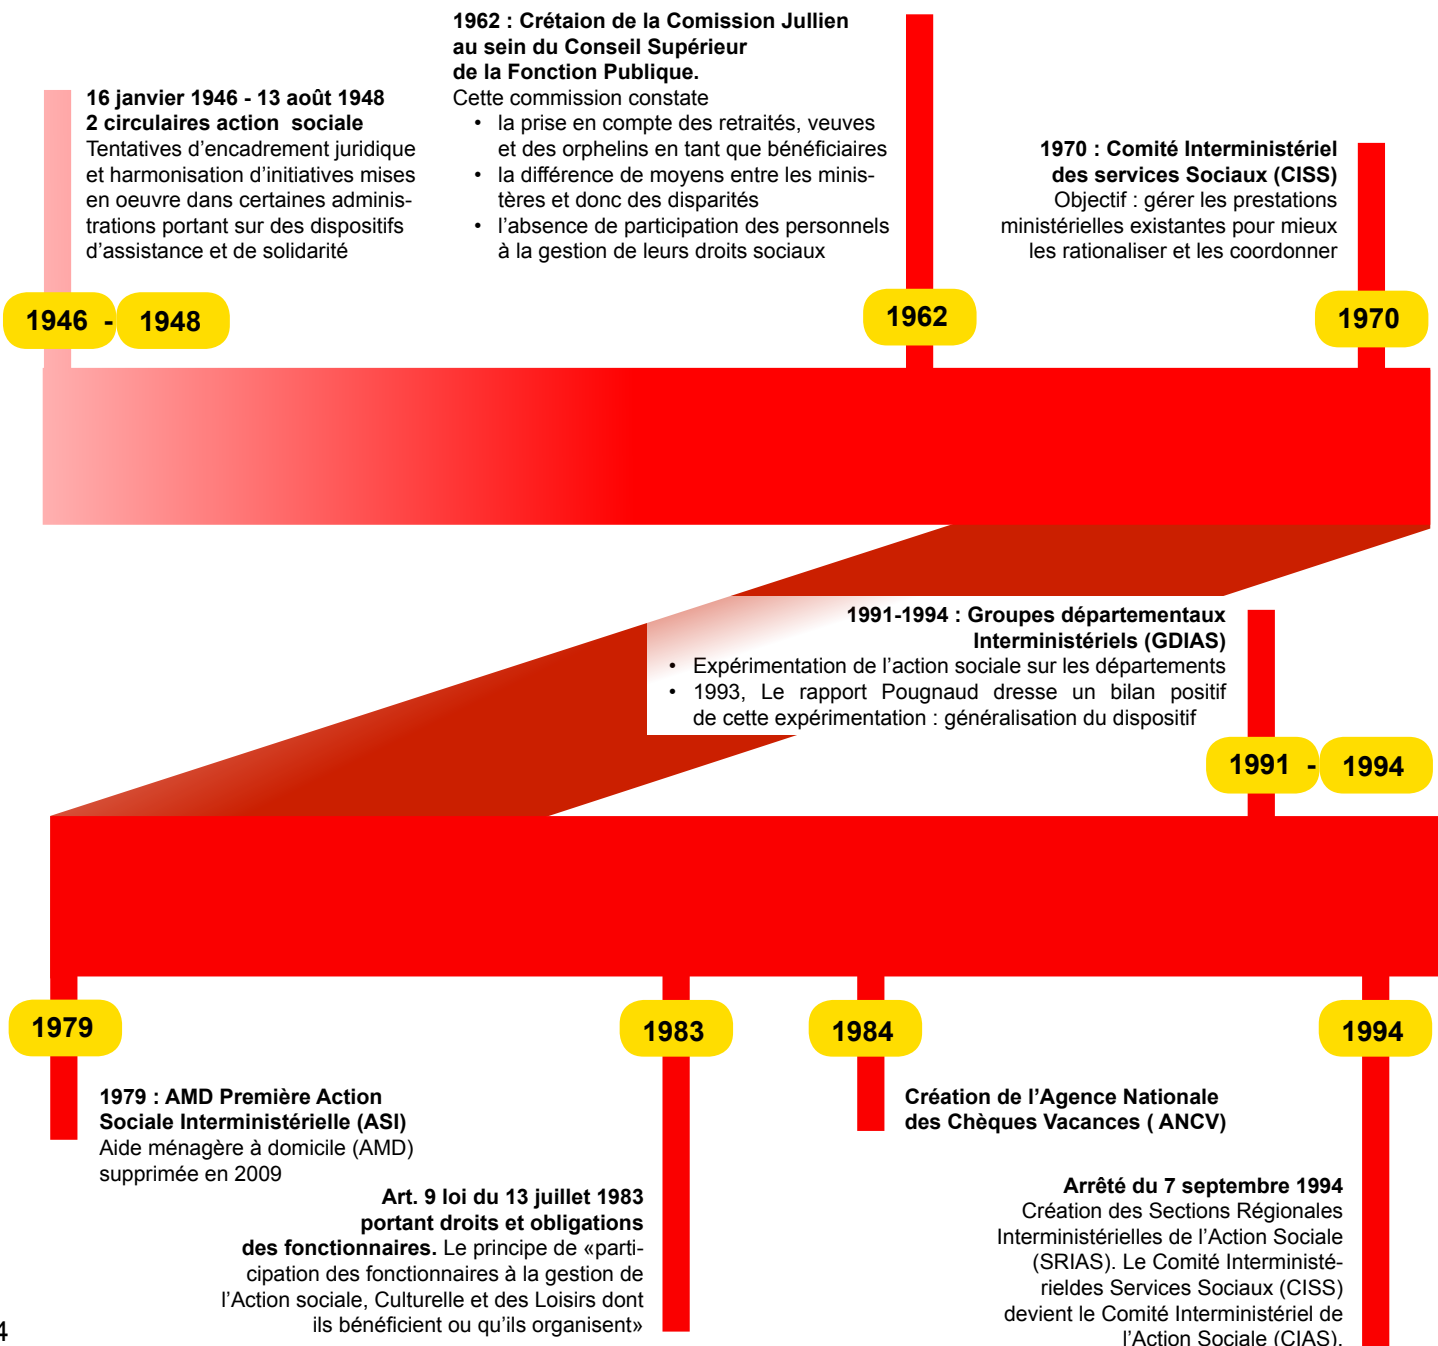 1962 : Crétaion de la Comission Jullien
au sein du Conseil Supérieur
de la Fonction Publique.
Cette commission constate
• la prise en compte des retraités, veuves
et des orphelins en tant que bénéficiaires
• la différence de moyens entre les minis-
tères et donc des disparités
• l'absence de participation des personnels
à la gestion de leurs droits sociaux
16 janvier 1946 - 13 août 1948
2 circulaires action sociale
Tentatives d'encadrement juridique
et harmonisation d'initiatives mises
en oeuvre dans certaines adminis-
trations portant sur des dispositifs
d'assistance et de solidarité
1970 : Comité Interministériel
des services Sociaux (CISS)
Objectif : gérer les prestations
ministérielles existantes pour mieux
les rationaliser et les coordonner
1946 - 1948
1962
1970
1991-1994 : Groupes départementaux
Interministériels (GDIAS)
• Expérimentation de l'action sociale sur les départements
• 1993, Le rapport Pougnaud dresse un bilan positif
de cette expérimentation : généralisation du dispositif
1991 - 1994
1979
1983
1984
1994
1979 : AMD Première Action
Sociale Interministérielle (ASI)
Aide ménagère à domicile (AMD)
supprimée en 2009
Art. 9 loi du 13 juillet 1983
portant droits et obligations
des fonctionnaires. Le principe de «parti-
cipation des fonctionnaires à la gestion de
l'Action sociale, Culturelle et des Loisirs dont
ils bénéficient ou qu'ils organisent»
Création de l'Agence Nationale
des Chèques Vacances ( ANCV)
Arrêté du 7 septembre 1994
Création des Sections Régionales
Interministérielles de l'Action Sociale
(SRIAS). Le Comité Interministé-
rieldes Services Sociaux (CISS)
devient le Comité Interministériel de
l'Action Sociale (CIAS).
4